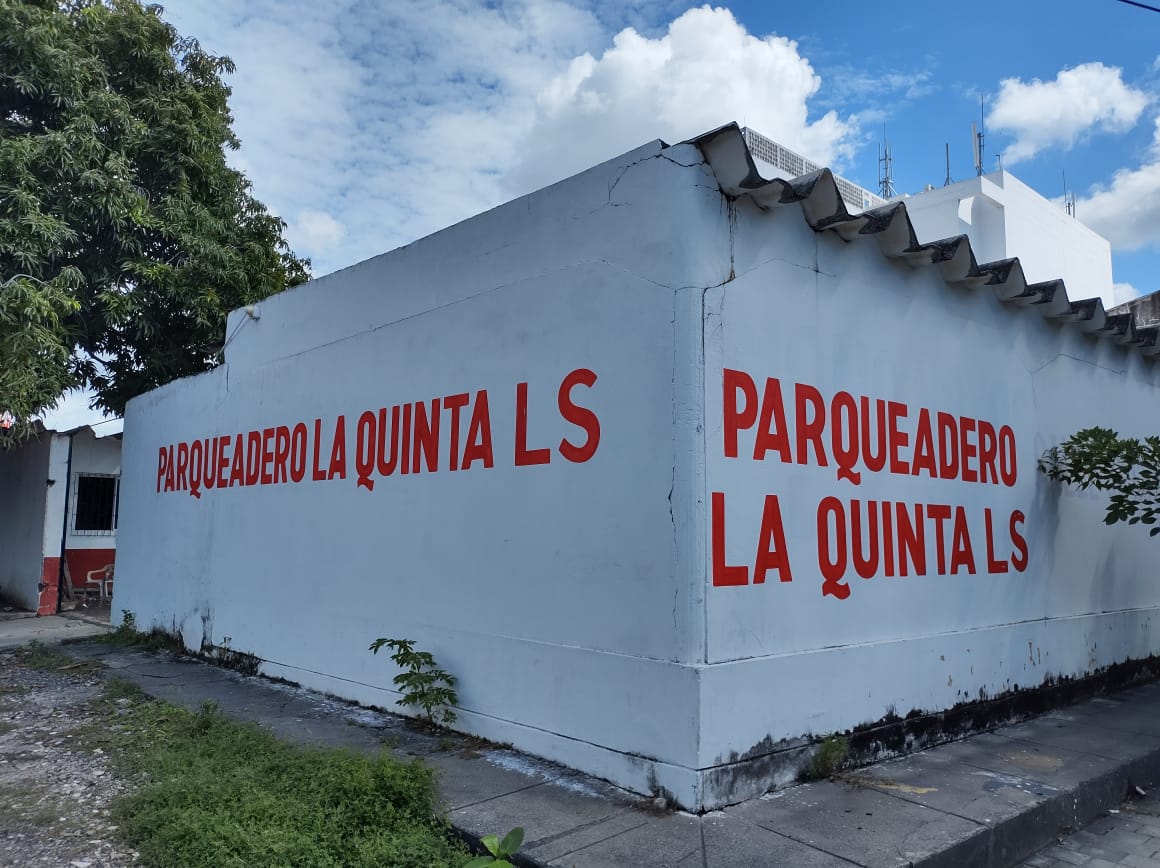 PARQUEADERO LA QUINTA LS
PARQUEADERO
LA QUINTA LS